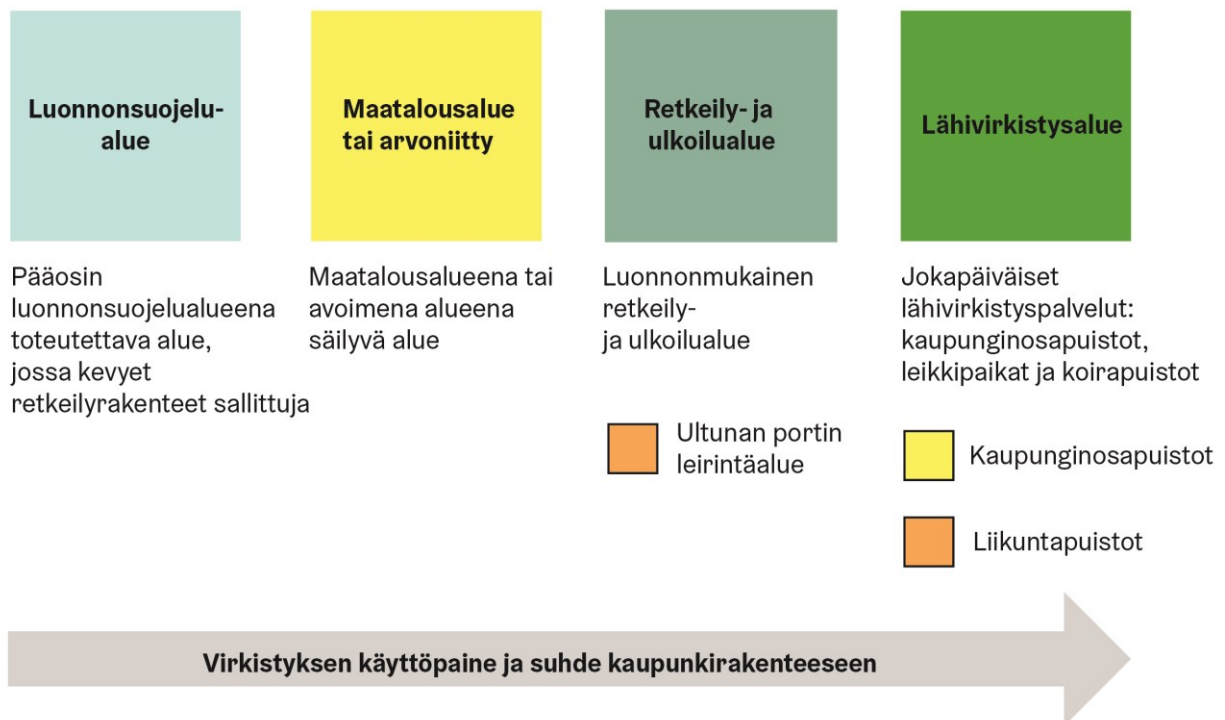 Luonnonsuojelu-
alue
Maatalousalue
tai arvoniitty
Retkeily- ja
ulkoilualue
Lähivirkistysalue
Pääosin
luonnonsuojelualueena
toteutettava alue,
jossa kevyet
retkeilyrakenteet sallittuja
Maatalousalueena tai
avoimena alueena
säilyvä alue
Luonnonmukainen
retkeily-
ja ulkoilualue
Ultunan portin
leirintäalue
Jokapäiväiset
lähivirkistyspalvelut:
kaupunginosapuistot,
leikkipaikat ja koirapuistot
Kaupunginosapuistot
Liikuntapuistot
Virkistyksen käyttöpaine ja suhde kaupunkirakenteeseen